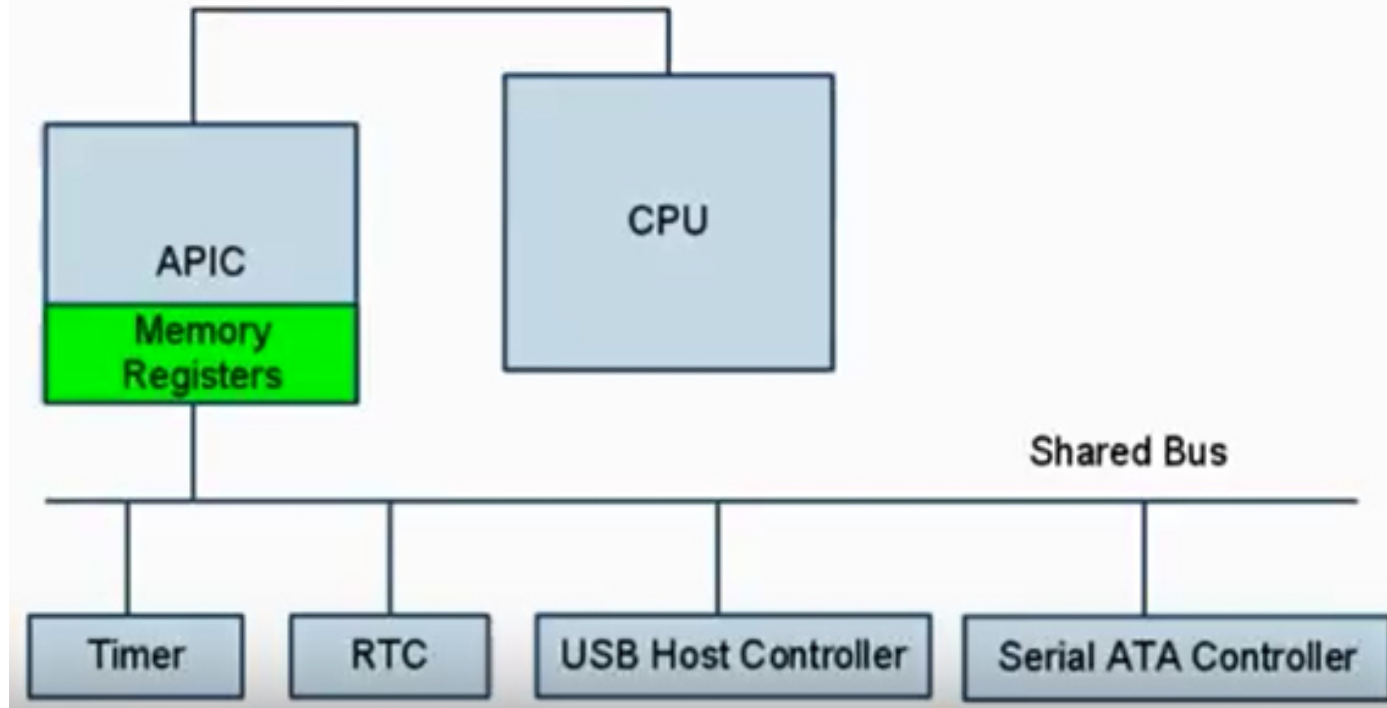 CPU
APIC
Memory
Registers
Shared Bus
Timer
RTC
USB Host Controller
Serial ATA Controller